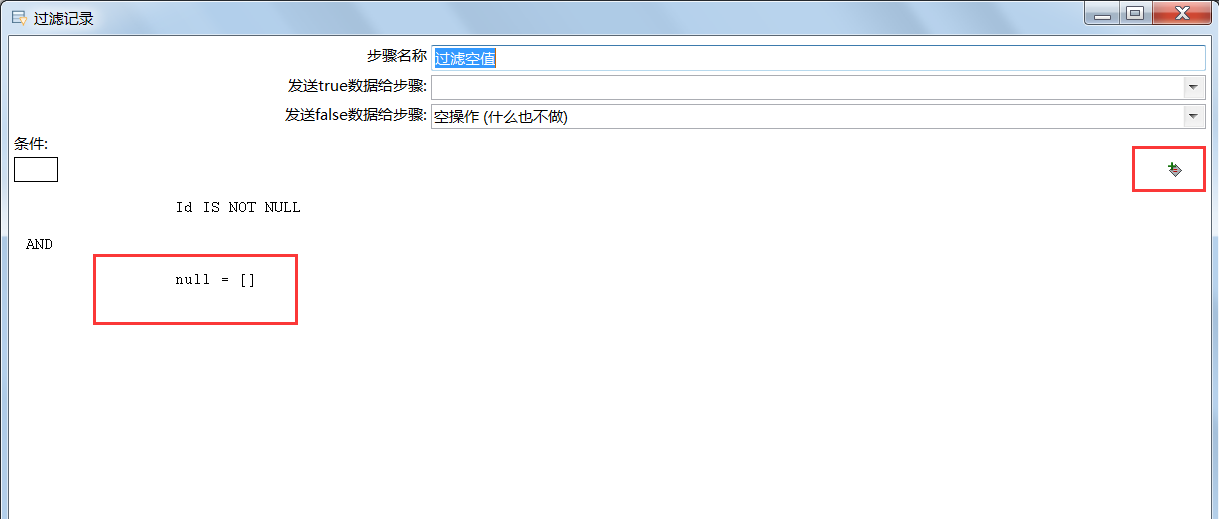 过滤记录
步骤名称 过滤空值
发送true数据给步骤:
发送false数据给步骤: 空操作 (什么也不做)
条件:
Id IS NOT NULL
AND
null = []